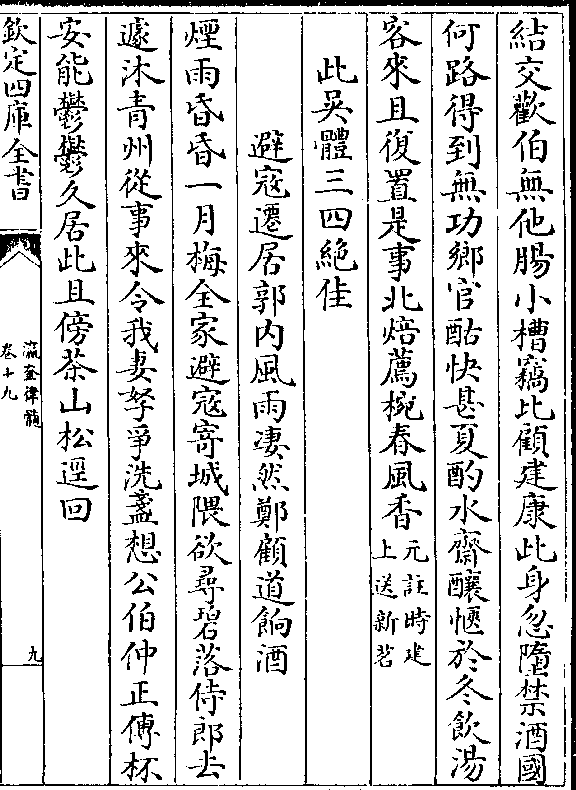 結交歡伯無他腸小槽竊比顧建康此身忽墮禁酒國
何路得到無功鄉官酤快甚夏酌水齋釀愜於冬飲湯
客來且復置是事北焙薦椀春風香元註時建
上送新茗
此吳體三四絶佳
避寇遷居郭内風雨凄然鄭顧道餉酒
煙雨昏昏一月梅全家避寇寄城隈欲尋碧落侍郎去
遽沐青州從事來令我妻孥爭洗盞想公伯仲正傳杯
安能鬱鬱久居此且傍茶山松逕回
欽定四庫全書
瀛奎律髓
卷十九
九